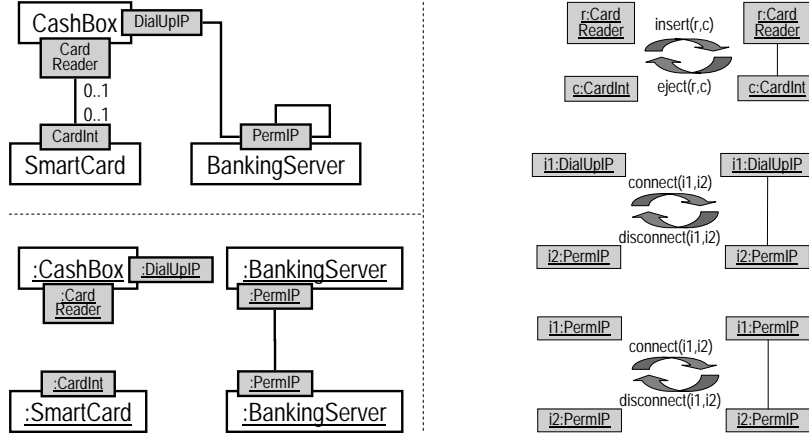 CashBox
DialUpIP
Card
Reader
0..1
0..1
CardInt
SmartCard
PermIP
BankingServer
:CashBox
:DialUpIP
:Card
Reader
:CardInt
:SmartCard
:BankingServer
:PermIP
:PermIP
:BankingServer
r:Card
Reader
insert(r,c)
r:Card
Reader
c:CardInt
eject(r,c)
c:CardInt
i1:DialUpIP
connect(i1,i2)
i1:DialUpIP
i2:PermIP
disconnect(i1,i2)
i2:PermIP
i1:PermIP
connect(i1,i2)
i1:PermIP
i2:PermIP
disconnect(i1,i2)
i2:PermIP